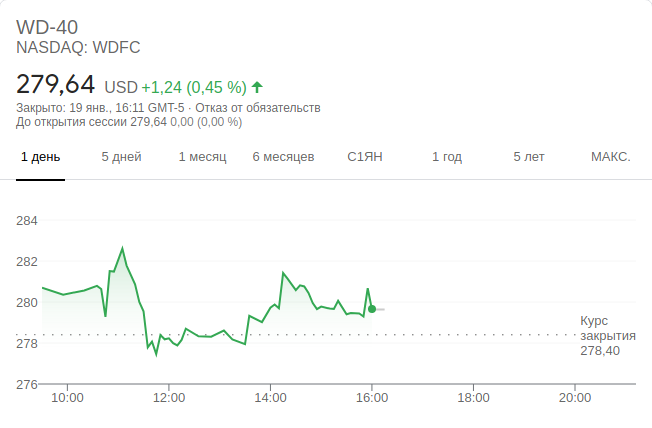 WD-40
NASDAQ: WDFC
279,64 USD +1,24 (0,45 %)
Закрыто: 19 янв., 16:11 GMT-5 · Отказ от обязательств
До открытия сессии 279,64 0,00 (0,00 %)
1 день 5 дней 1 месяц 6 месяцев С1ЯН 1 год 5 лет МАКС.
284
282
280
278
276
Курс
закрытия
278,40
10:00 12:00 14:00 16:00 18:00 20:00